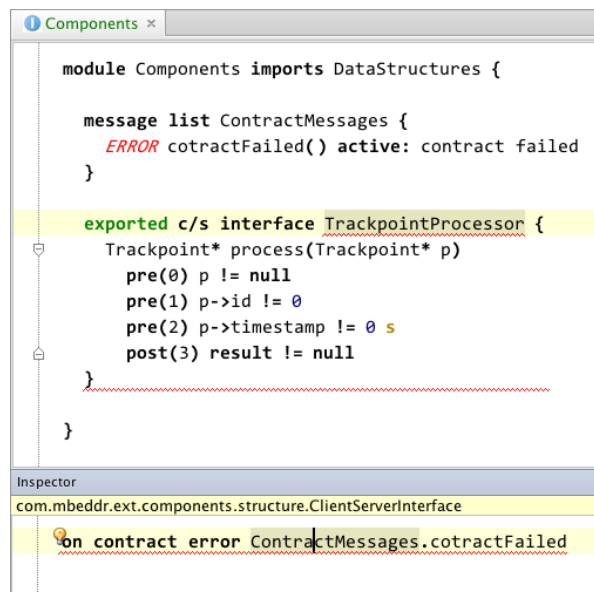 Components ×
module Components imports DataStructures {
message list ContractMessages {
ERROR cotractFailed() active: contract failed
}
exported c/s interface TrackpointProcessor {
Trackpoint* process(Trackpoint* p)
pre(0) p != null
pre(1) p->id != 0
pre(2) p->timestamp != 0 s
post(3) result != null
}
}
Inspector
com.mbeddr.ext.components.structure.ClientServerInterface
on contract error ContractMessages.cotractFailed